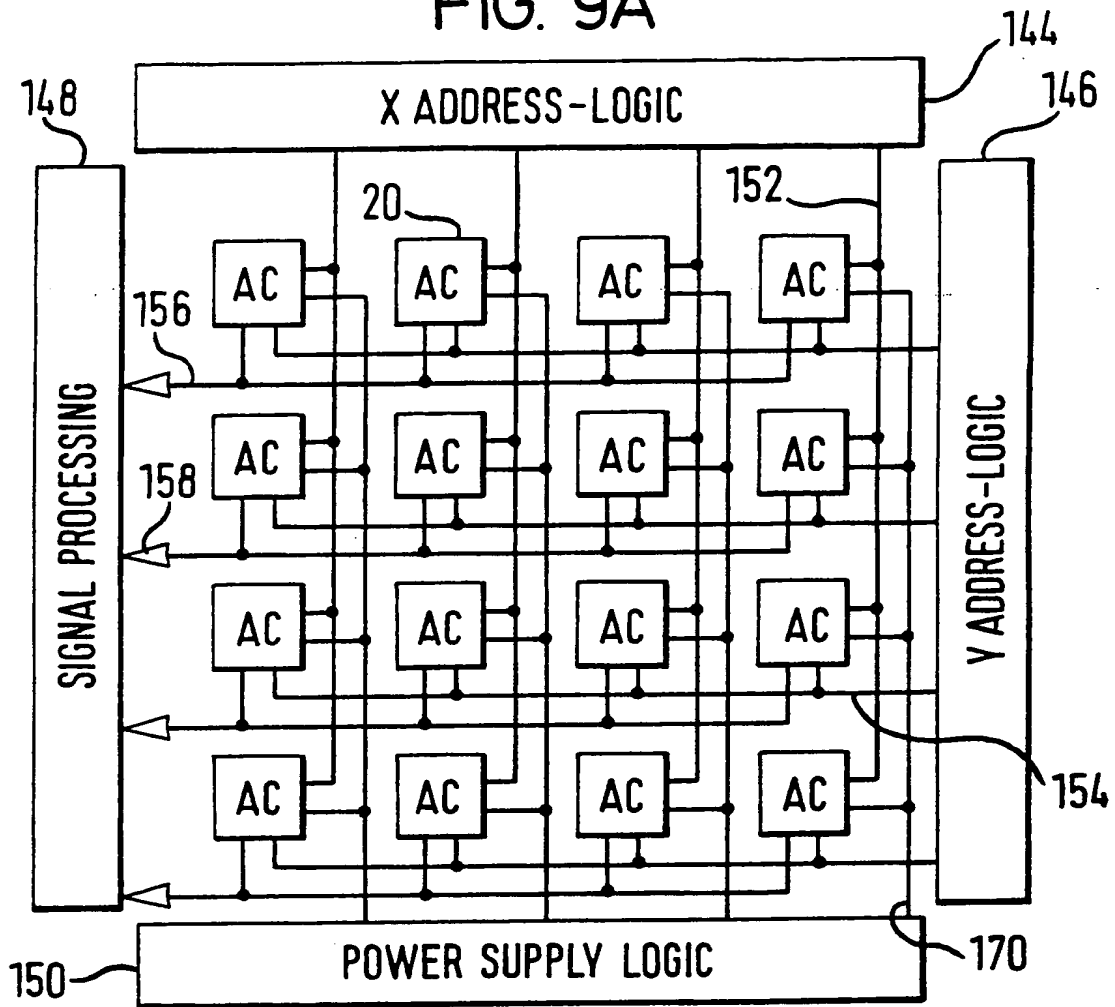 FIG. 9A
144
X ADDRESS-LOGIC
148
146
152
20
AC AC AC AC
156
AC AC AC AC
158
SIGNAL PROCESSING
Y ADDRESS-LOGIC
AC AC AC AC
154
AC AC AC AC
170
POWER SUPPLY LOGIC
150